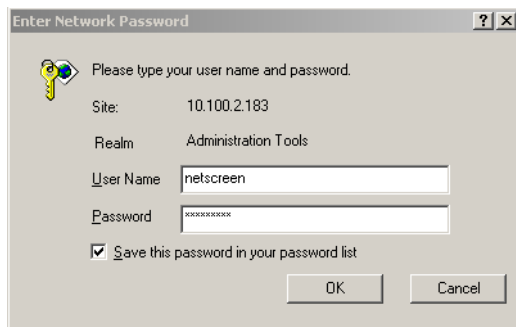 Enter Network Password
Please type your user name and password.
Site: 10.100.2.183
Realm Administration Tools
User Name netscreen
Password *********
Save this password in your password list
OK Cancel